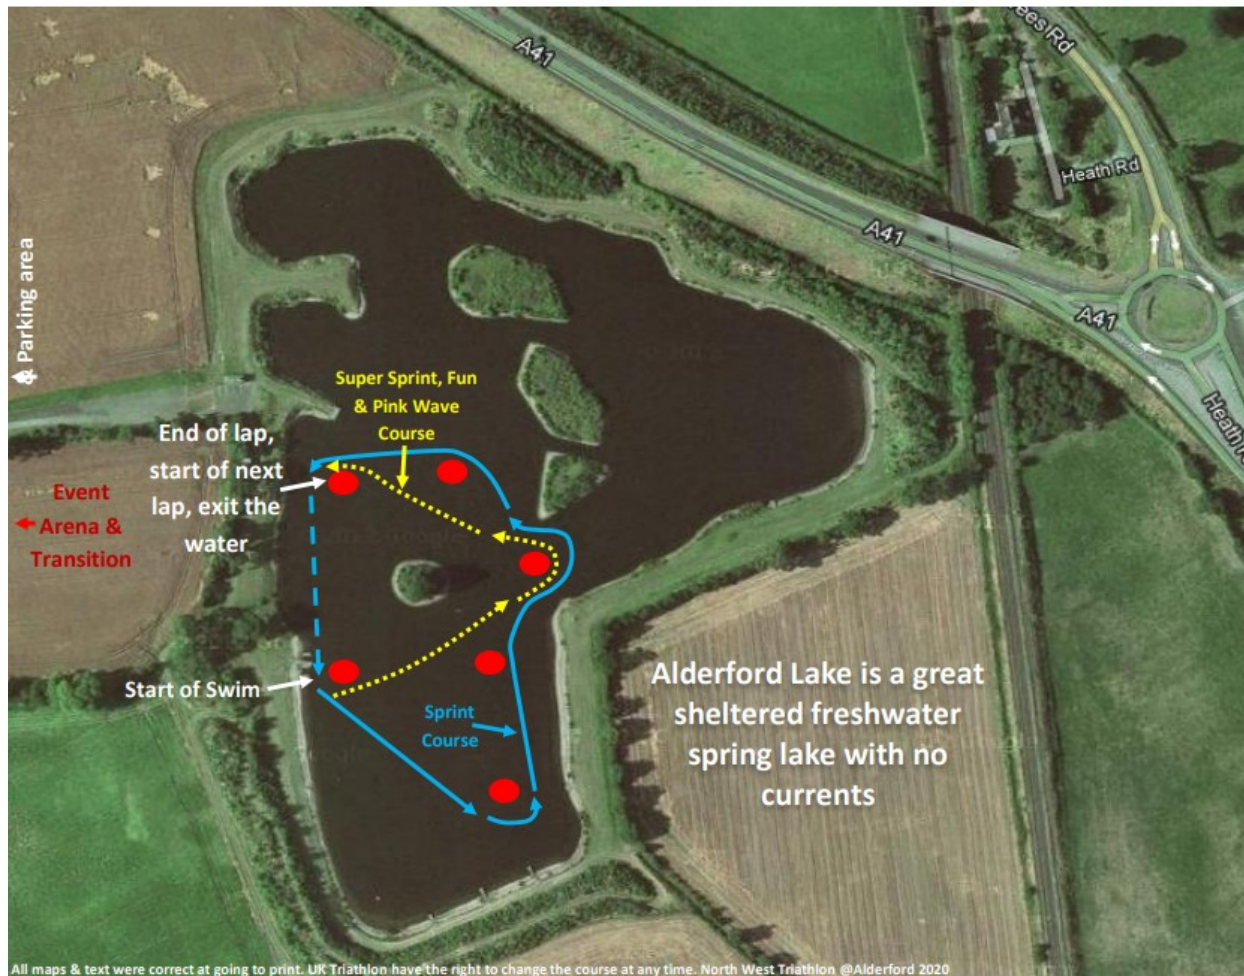 A41
rees Rd
Heath Rd
A41
A41
Heath R
& Parking area
Super Sprint, Fun
& Pink Wave
Course
End of lap,
start of next
lap, exit the
water
Event
Arena &
Transition
Start of Swim
Sprint
Course
Alderford Lake is a great
sheltered freshwater
spring lake with no
currents
All maps & text were correct at going to print. UK Triathlon have the right to change the course at any time. North West Triathlon @Alderford 2020